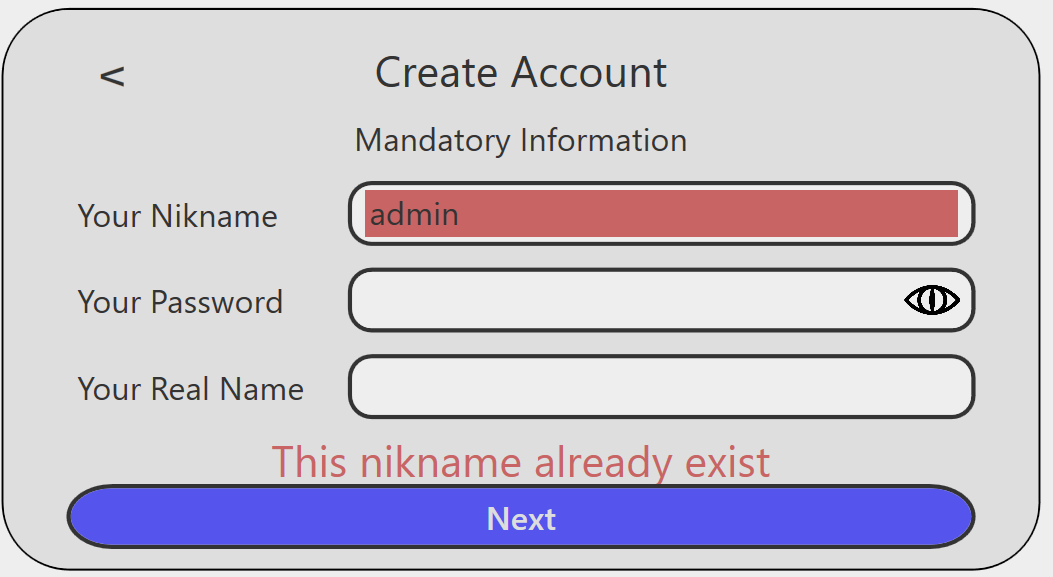 < Create Account
Mandatory Information
Your Nikname admin
Your Password
Your Real Name
This nikname already exist
Next